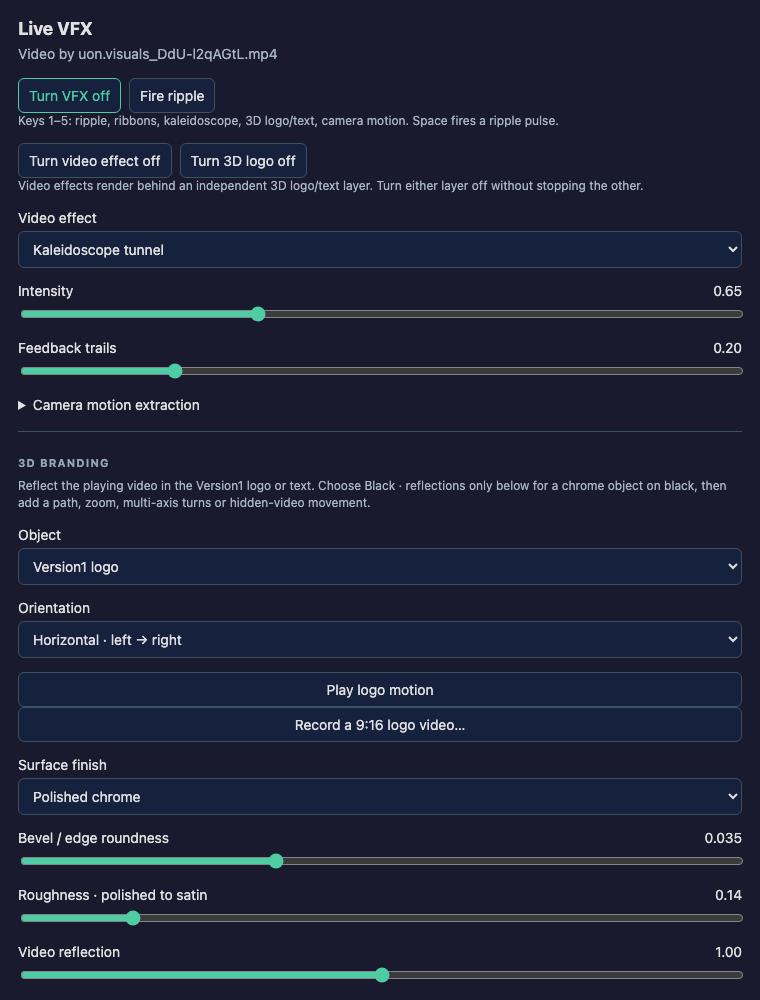 Live VFX
Video by uon.visuals_DdU-l2qAGtL.mp4
Turn VFX off
Fire ripple
Keys 1–5: ripple, ribbons, kaleidoscope, 3D logo/text, camera motion. Space fires a ripple pulse.
Turn video effect off
Turn 3D logo off
Video effects render behind an independent 3D logo/text layer. Turn either layer off without stopping the other.
Video effect
Kaleidoscope tunnel
Intensity 0.65
Feedback trails 0.20
Camera motion extraction
3D BRANDING
Reflect the playing video in the Version1 logo or text. Choose Black · reflections only below for a chrome object on black, then
add a path, zoom, multi-axis turns or hidden-video movement.
Object
Version1 logo
Orientation
Horizontal · left → right
Play logo motion
Record a 9:16 logo video…
Surface finish
Polished chrome
Bevel / edge roundness 0.035
Roughness · polished to satin 0.14
Video reflection 1.00